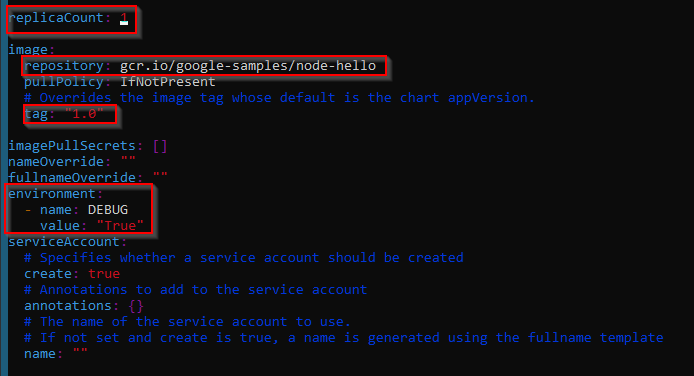 replicaCount: 1
image:
  repository: gcr.io/google-samples/node-hello
  pullPolicy: IfNotPresent
  # Overrides the image tag whose default is the chart appVersion.
  tag: "1.0"
imagePullSecrets: []
nameOverride: ""
fullnameOverride: ""
environment:
  - name: DEBUG
    value: "True"
serviceAccount:
  # Specifies whether a service account should be created
  create: true
  # Annotations to add to the service account
  annotations: {}
  # The name of the service account to use.
  # If not set and create is true, a name is generated using the fullname template
  name: ""